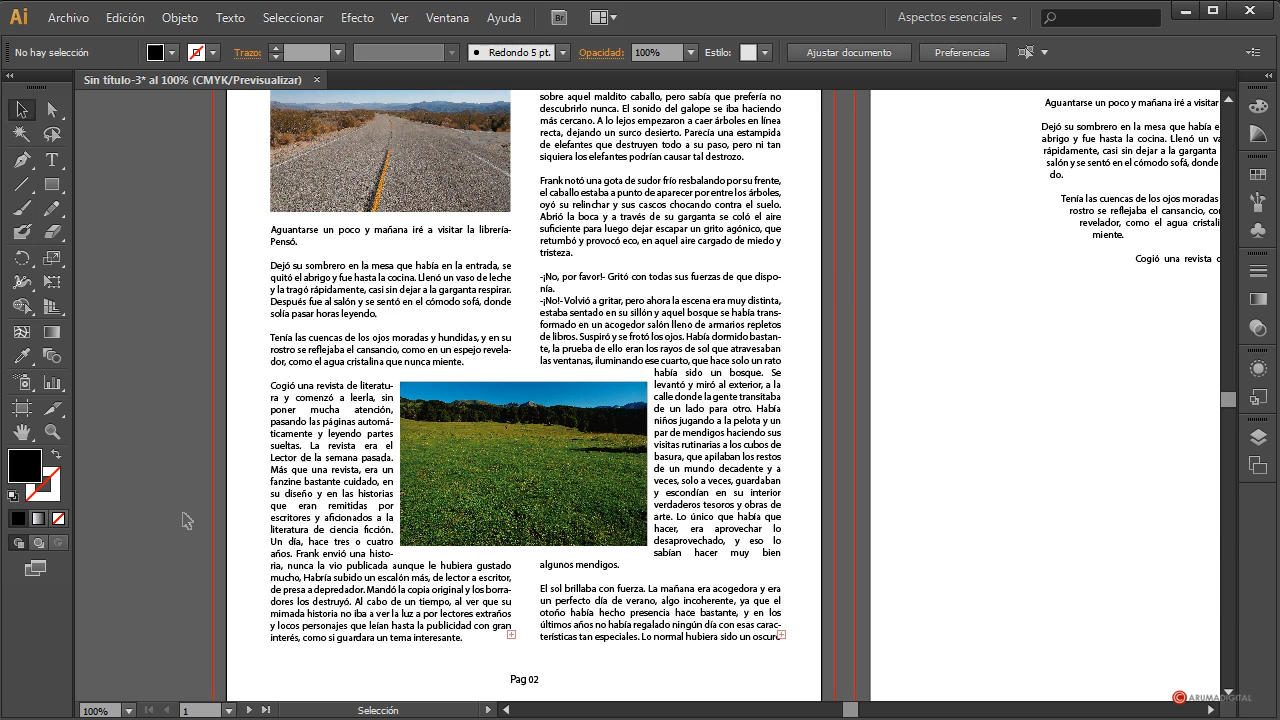 Ai Archivo Edición Objeto Texto Seleccionar Efecto Ver Ventana Ayuda Br Aspectos esenciales
No hay selección Trazo: Redondo 5 pt. Opacidad: 100% Estilo: Ajustar documento Preferencias
Sin título-3* al 100% (CMYK/Previsualizar) ×
Aguantarse un poco y mañana iré a visitar la librería-
Pensó.
Dejó su sombrero en la mesa que había en la entrada, se
quitó el abrigo y fue hasta la cocina. Llenó un vaso de leche
y la tragó rápidamente, casi sin dejar a la garganta respirar.
Después fue al salón y se sentó en el cómodo sofá, donde
solía pasar horas leyendo.
Tenía las cuencas de los ojos moradas y hundidas, y en su
rostro se reflejaba el cansancio, como en un espejo revela-
dor, como el agua cristalina que nunca miente.
Cogió una revista de literatu-
ra y comenzó a leerla, sin
poner mucha atención,
pasando las páginas automá-
ticamente y leyendo partes
sueltas. La revista era el
Lector de la semana pasada.
Más que una revista, era un
fanzine bastante cuidado, en
su diseño y en las historias
que eran remitidas por
escritores y aficionados a la
literatura de ciencia ficción.
Un día, hace tres o cuatro
años. Frank envió una histo-
ria, nunca la vio publicada aunque le hubiera gustado
mucho, Habría subido un escalón más, de lector a escritor,
de presa a depredador. Mandó la copia original y los borra-
dores los destruyó. Al cabo de un tiempo, al ver que su
mimada historia no iba a ver la luz a por lectores extraños
y locos personajes que leían hasta la publicidad con gran
interés, como si guardara un tema interesante.
sobre aquel maldito caballo, pero sabía que prefería no
descubrirlo nunca. El sonido del galope se iba haciendo
más cercano. A lo lejos empezaron a caer árboles en línea
recta, dejando un surco desierto. Parecía una estampida
de elefantes que destruyen todo a su paso, pero ni tan
siquiera los elefantes podrían causar tal destrozo.
Frank notó una gota de sudor frío resbalando por su frente,
el caballo estaba a punto de aparecer por entre los árboles,
oyó su relinchar y sus cascos chocando contra el suelo.
Abrió la boca y a través de su garganta se coló el aire
suficiente para luego dejar escapar un grito agónico, que
retumbó y provocó eco, en aquel aire cargado de miedo y
tristeza.
-¡No, por favor!- Gritó con todas sus fuerzas de que dispo-
nía.
-¡No!- Volvió a gritar, pero ahora la escena era muy distinta,
estaba sentado en su sillón y aquel bosque se había trans-
formado en un acogedor salón lleno de armarios repletos
de libros. Suspiró y se frotó los ojos. Había dormido bastan-
te, la prueba de ello eran los rayos de sol que atravesaban
las ventanas, iluminando ese cuarto, que hace solo un rato
había sido un bosque. Se
levantó y miró al exterior, a la
calle donde la gente transitaba
de un lado para otro. Había
niños jugando a la pelota y un
par de mendigos haciendo sus
visitas rutinarias a los cubos de
basura, que apilaban los restos
de un mundo decadente y a
veces, solo a veces, guardaban
y escondían en su interior
verdaderos tesoros y obras de
arte. Lo único que había que
hacer, era aprovechar lo
desaprovechado, y eso lo
sabían hacer muy bien
algunos mendigos.
El sol brillaba con fuerza. La mañana era acogedora y era
un perfecto día de verano, algo incoherente, ya que el
otoño había hecho presencia hace bastante, y en los
últimos años no había regalado ningún día con esas carac-
terísticas tan especiales. Lo normal hubiera sido un oscuro
Pag 02
Aguantarse un poco y mañana iré a visitar
Dejó su sombrero en la mesa que había e
abrigo y fue hasta la cocina. Llenó un va
rápidamente, casi sin dejar a la garganta
salón y se sentó en el cómodo sofá, donde
do.
Tenía las cuencas de los ojos moradas
rostro se reflejaba el cansancio, co
revelador, como el agua cristali
miente.
Cogió una revista
100% 1 Selección
C ARUMADIGITAL